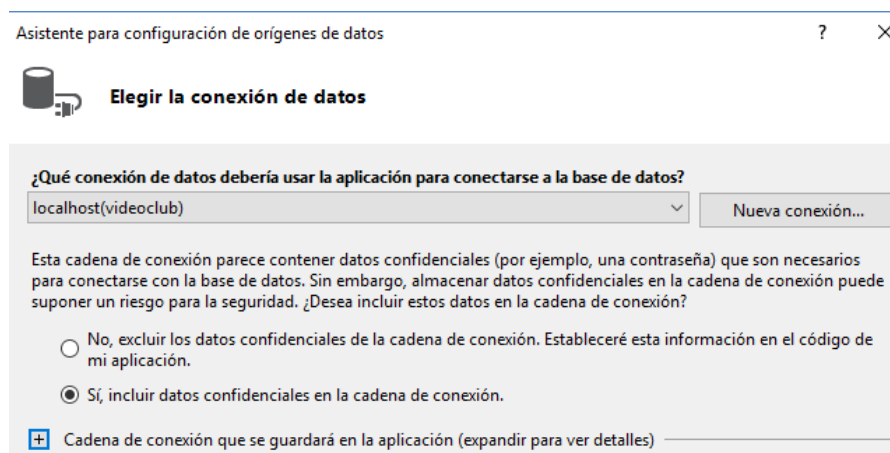 Asistente para configuración de orígenes de datos ?
Elegir la conexión de datos
¿Qué conexión de datos debería usar la aplicación para conectarse a la base de datos?
localhost(videoclub) Nueva conexión...
Esta cadena de conexión parece contener datos confidenciales (por ejemplo, una contraseña) que son necesarios
para conectarse con la base de datos. Sin embargo, almacenar datos confidenciales en la cadena de conexión puede
suponer un riesgo para la seguridad. ¿Desea incluir estos datos en la cadena de conexión?
No, excluir los datos confidenciales de la cadena de conexión. Estableceré esta información en el código de
mi aplicación.
Sí, incluir datos confidenciales en la cadena de conexión.
Cadena de conexión que se guardará en la aplicación (expandir para ver detalles)